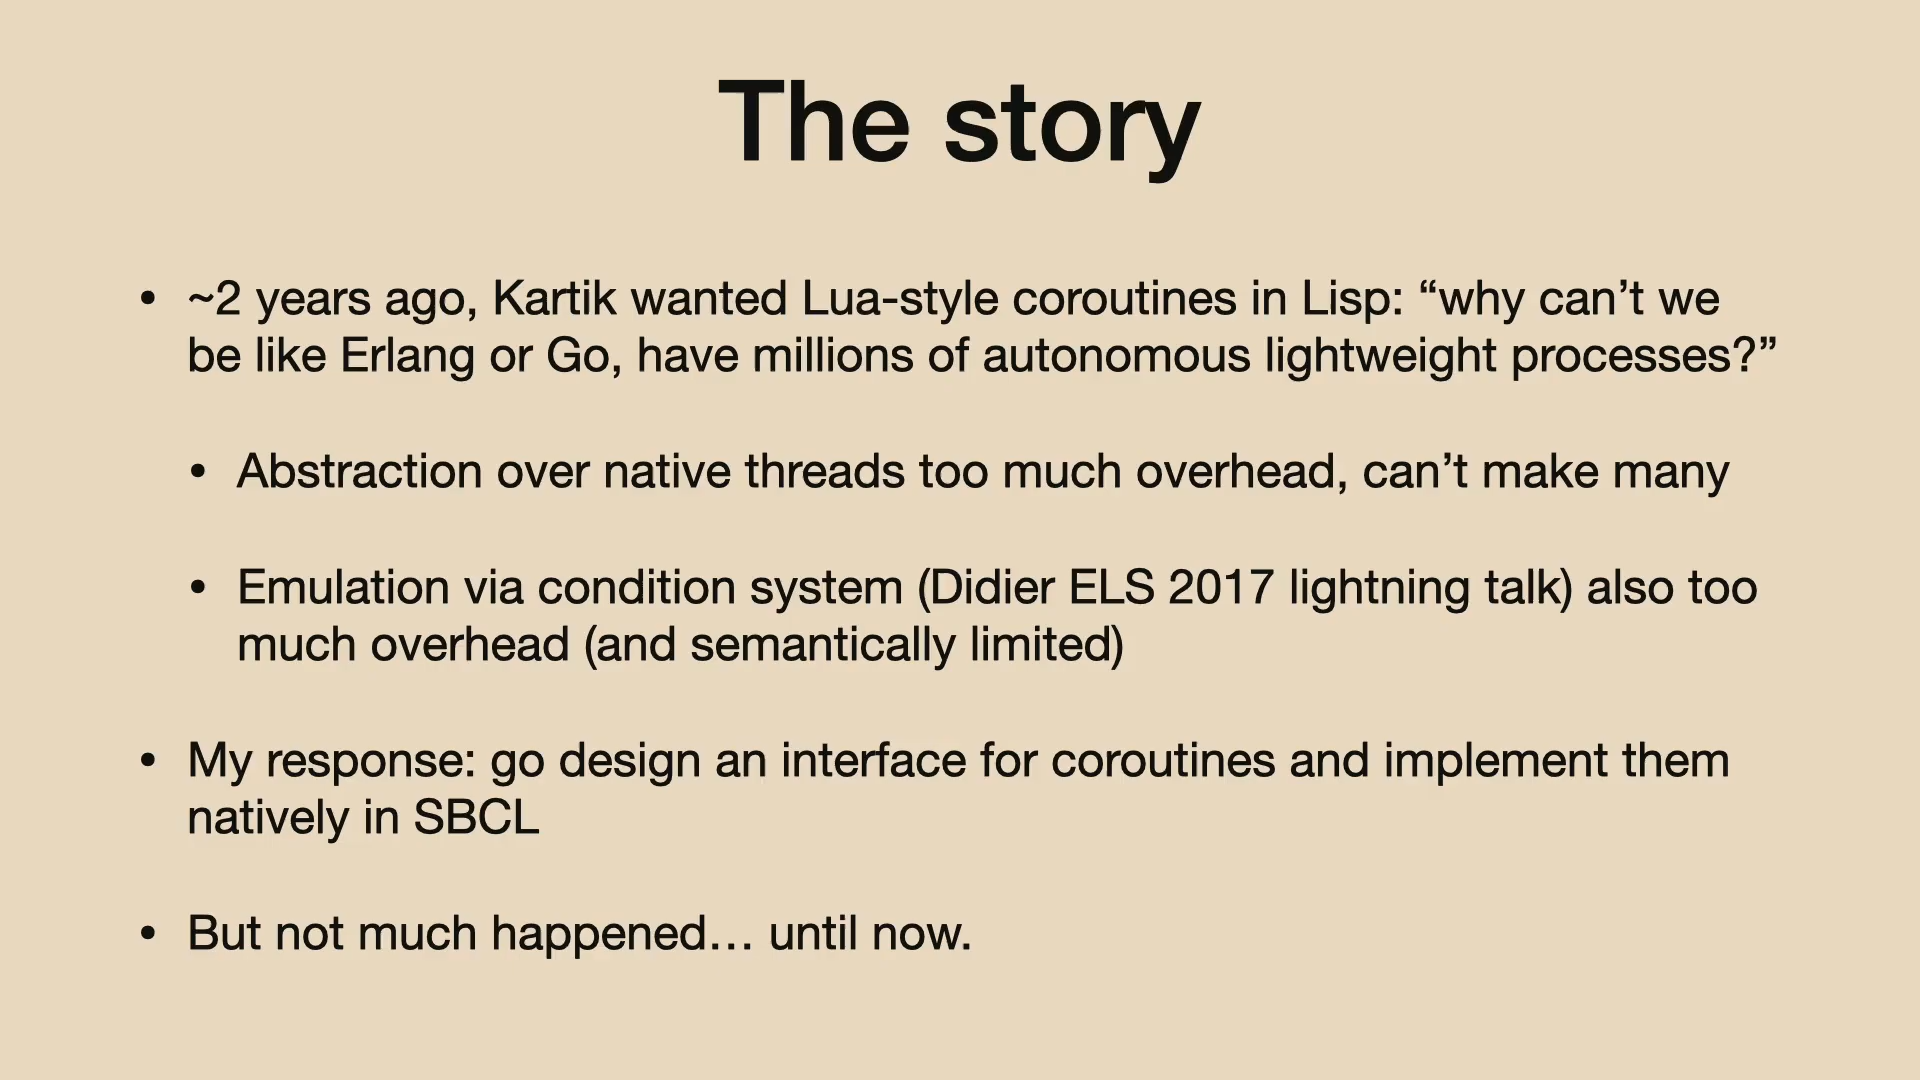 The story
• ~2 years ago, Kartik wanted Lua-style coroutines in Lisp: “why can’t we
be like Erlang or Go, have millions of autonomous lightweight processes?”
• Abstraction over native threads too much overhead, can’t make many
• Emulation via condition system (Didier ELS 2017 lightning talk) also too
much overhead (and semantically limited)
• My response: go design an interface for coroutines and implement them
natively in SBCL
• But not much happened… until now.